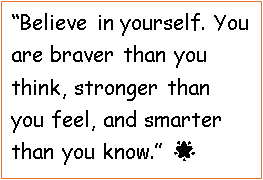 “Believe in yourself. You
are braver than you
think, stronger than
you feel, and smarter
than you know.”